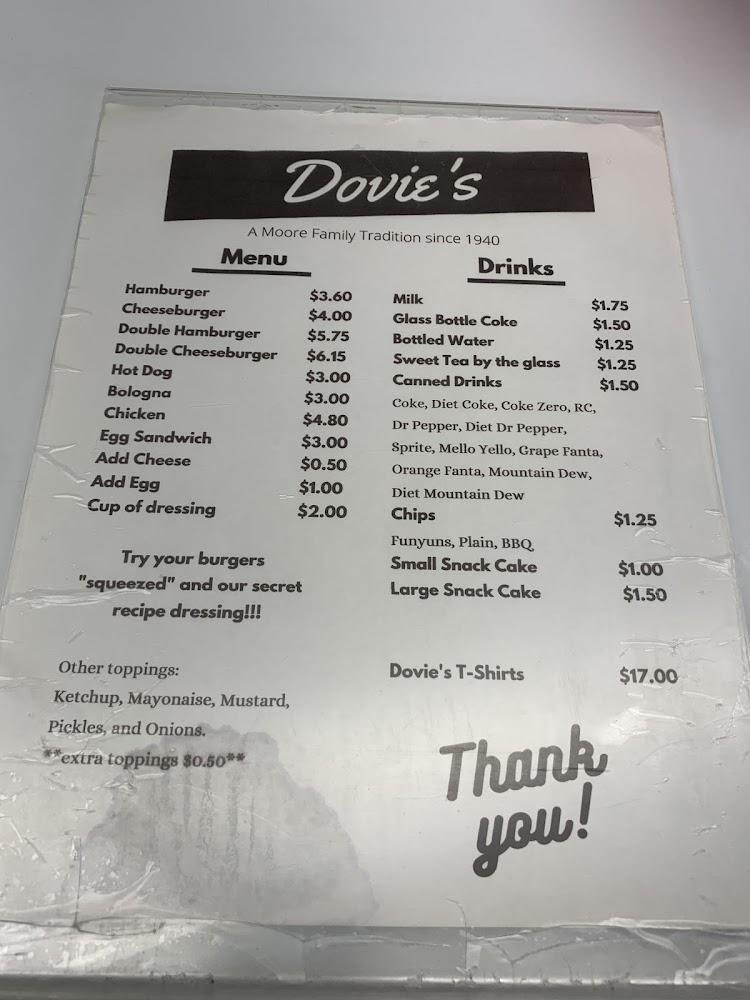 Dovie's
A Moore Family Tradition since 1940
Menu
Hamburger $3.60
Cheeseburger $4.00
Double Hamburger $5.75
Double Cheeseburger $6.15
Hot Dog $3.00
Bologna $3.00
Chicken $4.80
Egg Sandwich $3.00
Add Cheese $0.50
Add Egg $1.00
Cup of dressing $2.00
Try your burgers
"squeezed" and our secret
recipe dressing!!!
Other toppings:
Ketchup, Mayonaise, Mustard,
Pickles, and Onions.
**extra toppings $0.50**
Drinks
Milk $1.75
Glass Bottle Coke $1.50
Bottled Water $1.25
Sweet Tea by the glass $1.25
Canned Drinks $1.50
Coke, Diet Coke, Coke Zero, RC,
Dr Pepper, Diet Dr Pepper,
Sprite, Mello Yello, Grape Fanta,
Orange Fanta, Mountain Dew,
Diet Mountain Dew
Chips $1.25
Funyuns, Plain, BBQ
Small Snack Cake $1.00
Large Snack Cake $1.50
Dovie's T-Shirts $17.00
Thank
you!